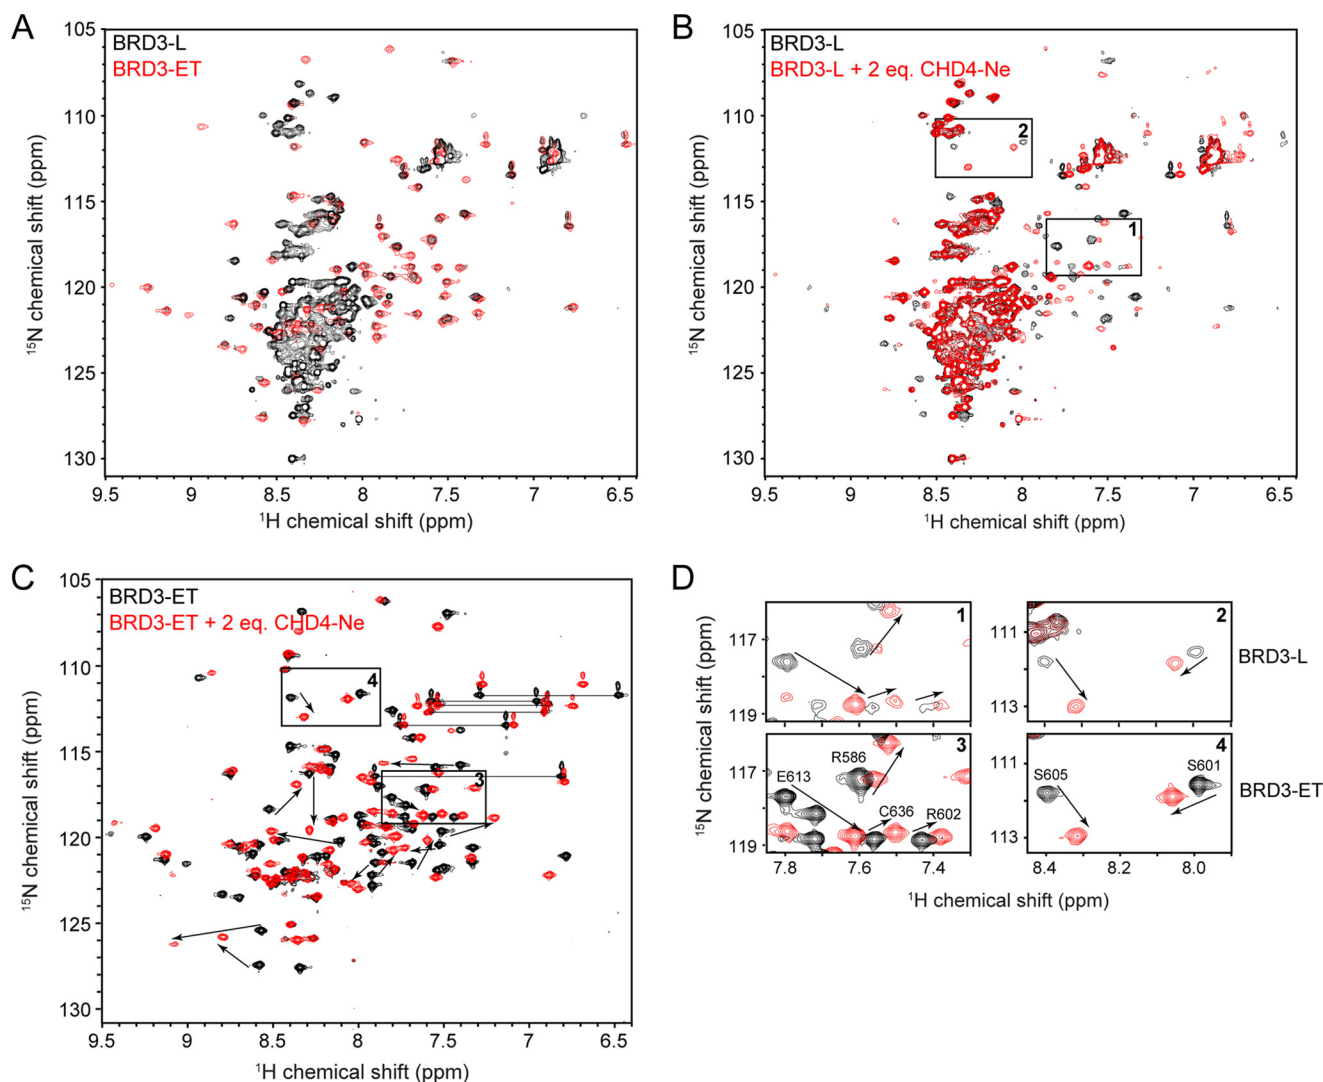 A
BRD3-L
BRD3-ET
105
110
115
120
125
130
¹⁵N chemical shift (ppm)
9.5 9 8.5 8 7.5 7 6.5
¹H chemical shift (ppm)
B
BRD3-L
BRD3-L + 2 eq. CHD4-Ne
2
1
105
110
115
120
125
130
¹⁵N chemical shift (ppm)
9.5 9 8.5 8 7.5 7 6.5
¹H chemical shift (ppm)
C
BRD3-ET
BRD3-ET + 2 eq. CHD4-Ne
4
3
105
110
115
120
125
130
¹⁵N chemical shift (ppm)
9.5 9 8.5 8 7.5 7 6.5
¹H chemical shift (ppm)
D
1
2
BRD3-L
117
119
111
113
3
R586
E613
C636
R602
4
S601
S605
BRD3-ET
117
119
111
113
¹⁵N chemical shift (ppm)
7.8 7.6 7.4
8.4 8.2 8.0
¹H chemical shift (ppm)